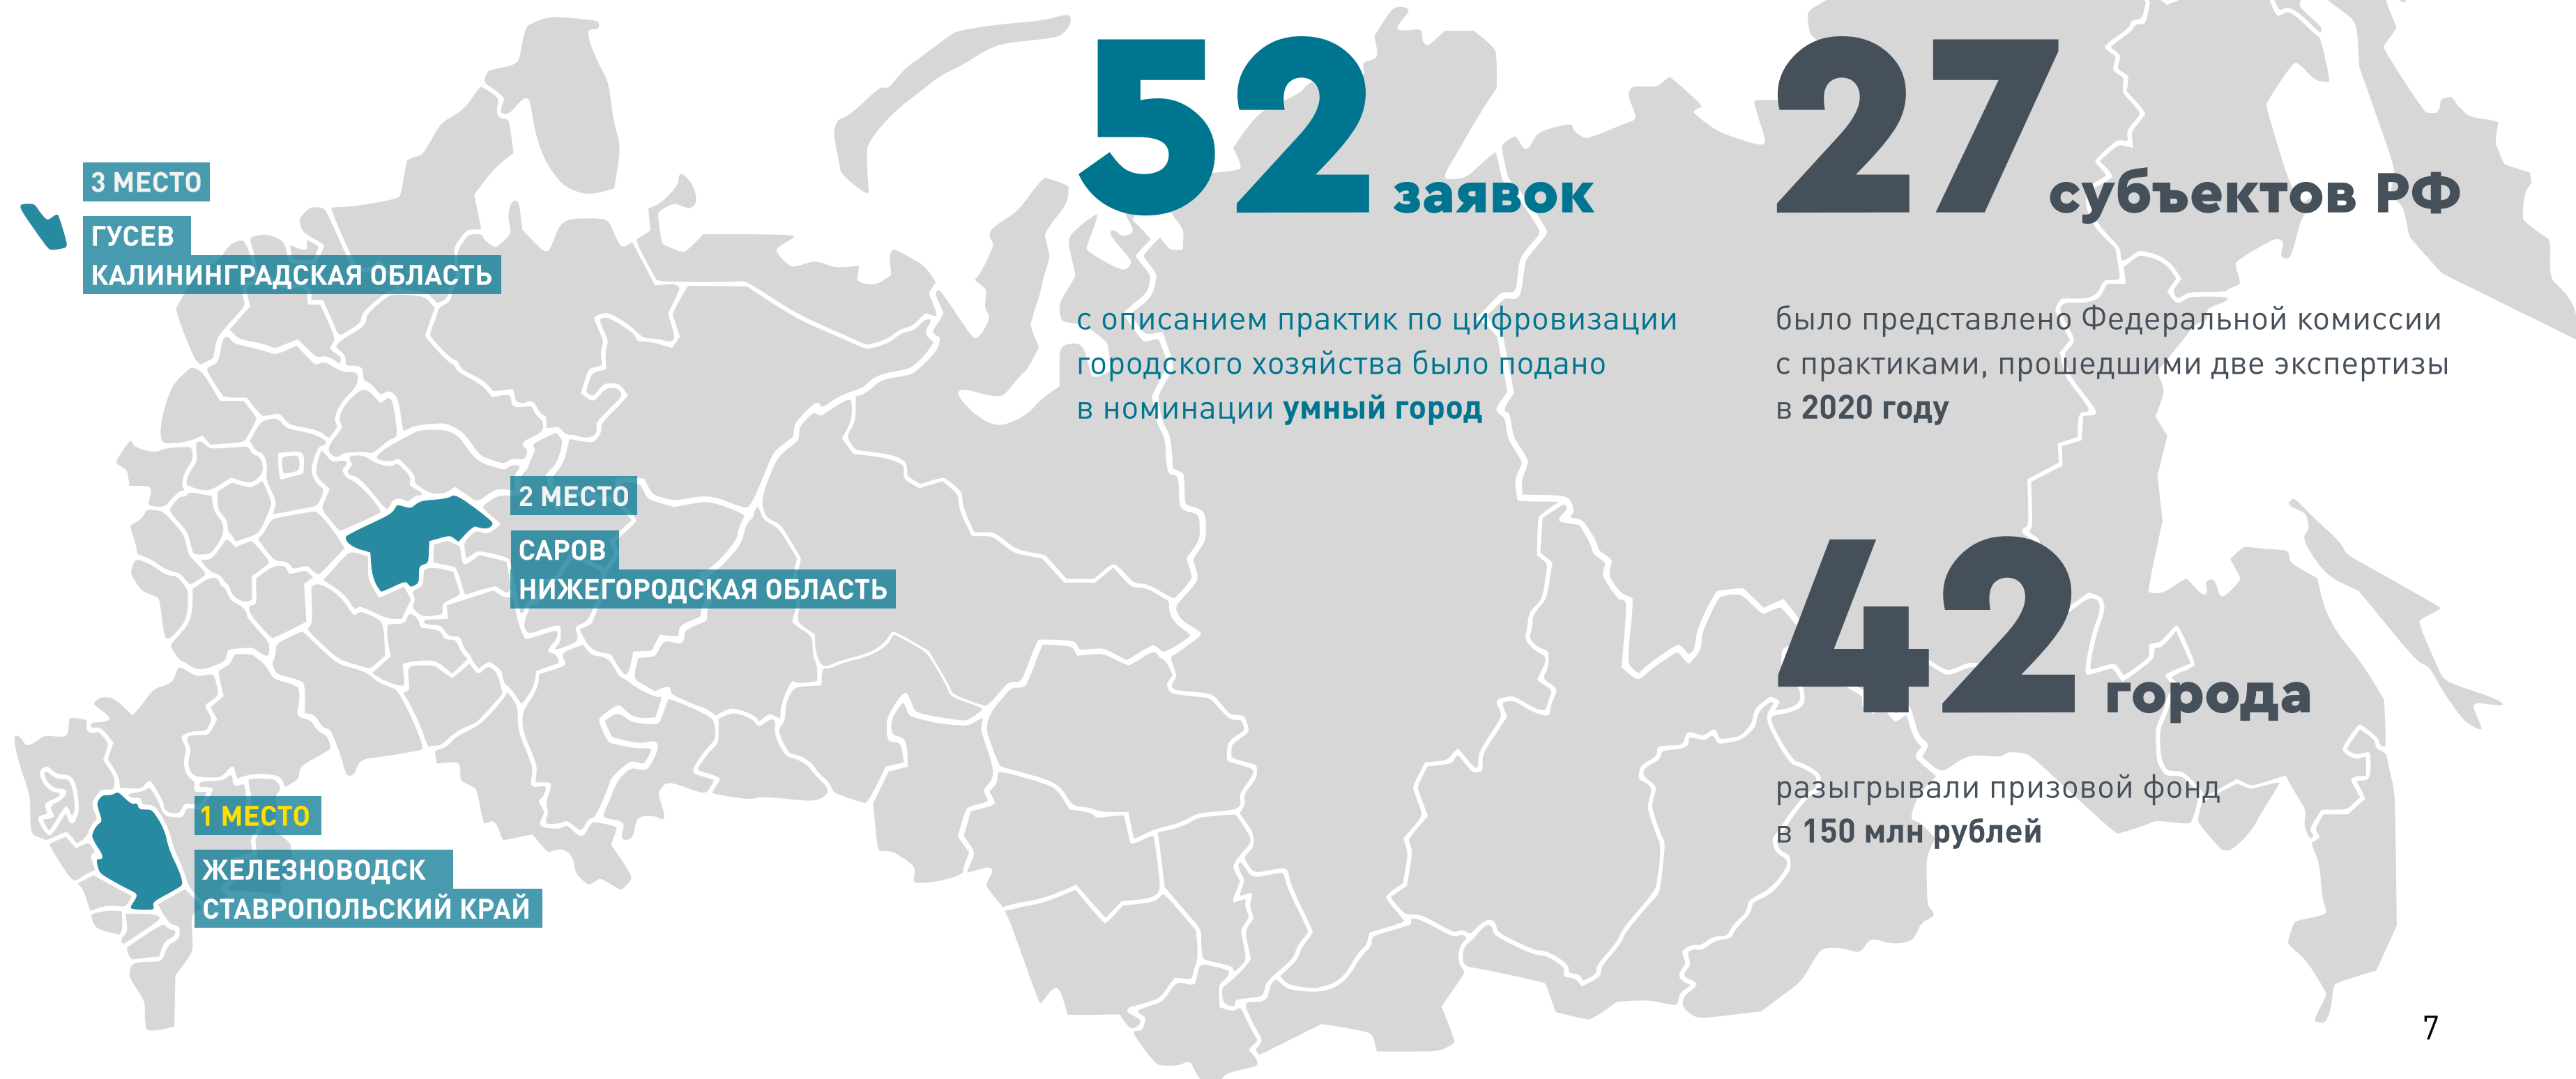 3 МЕСТО
ГУСЕВ
КАЛИНИНГРАДСКАЯ ОБЛАСТЬ
2 МЕСТО
САРОВ
НИЖЕГОРОДСКАЯ ОБЛАСТЬ
1 МЕСТО
ЖЕЛЕЗНОВОДСК
СТАВРОПОЛЬСКИЙ КРАЙ
52 заявок
с описанием практик по цифровизации
городского хозяйства было подано
в номинации умный город
27 субъектов РФ
было представлено Федеральной комиссии
с практиками, прошедшими две экспертизы
в 2020 году
42 города
разыгрывали призовой фонд
в 150 млн рублей
7